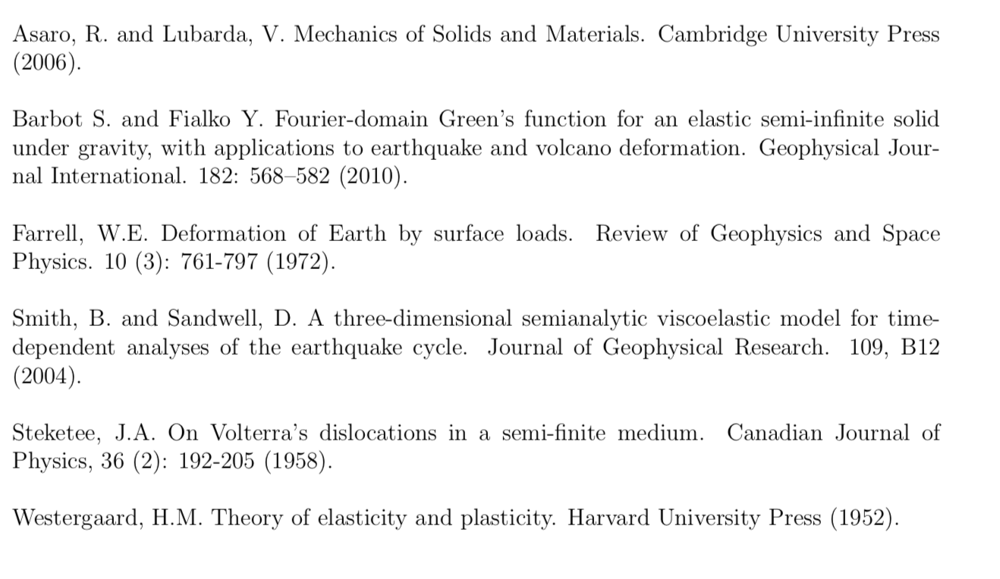 Asaro, R. and Lubarda, V. Mechanics of Solids and Materials. Cambridge University Press
(2006).
Barbot S. and Fialko Y. Fourier-domain Green's function for an elastic semi-infinite solid
under gravity, with applications to earthquake and volcano deformation. Geophysical Jour-
nal International. 182: 568–582 (2010).
Farrell, W.E. Deformation of Earth by surface loads. Review of Geophysics and Space
Physics. 10 (3): 761-797 (1972).
Smith, B. and Sandwell, D. A three-dimensional semianalytic viscoelastic model for time-
dependent analyses of the earthquake cycle. Journal of Geophysical Research. 109, B12
(2004).
Steketee, J.A. On Volterra's dislocations in a semi-finite medium. Canadian Journal of
Physics, 36 (2): 192-205 (1958).
Westergaard, H.M. Theory of elasticity and plasticity. Harvard University Press (1952).